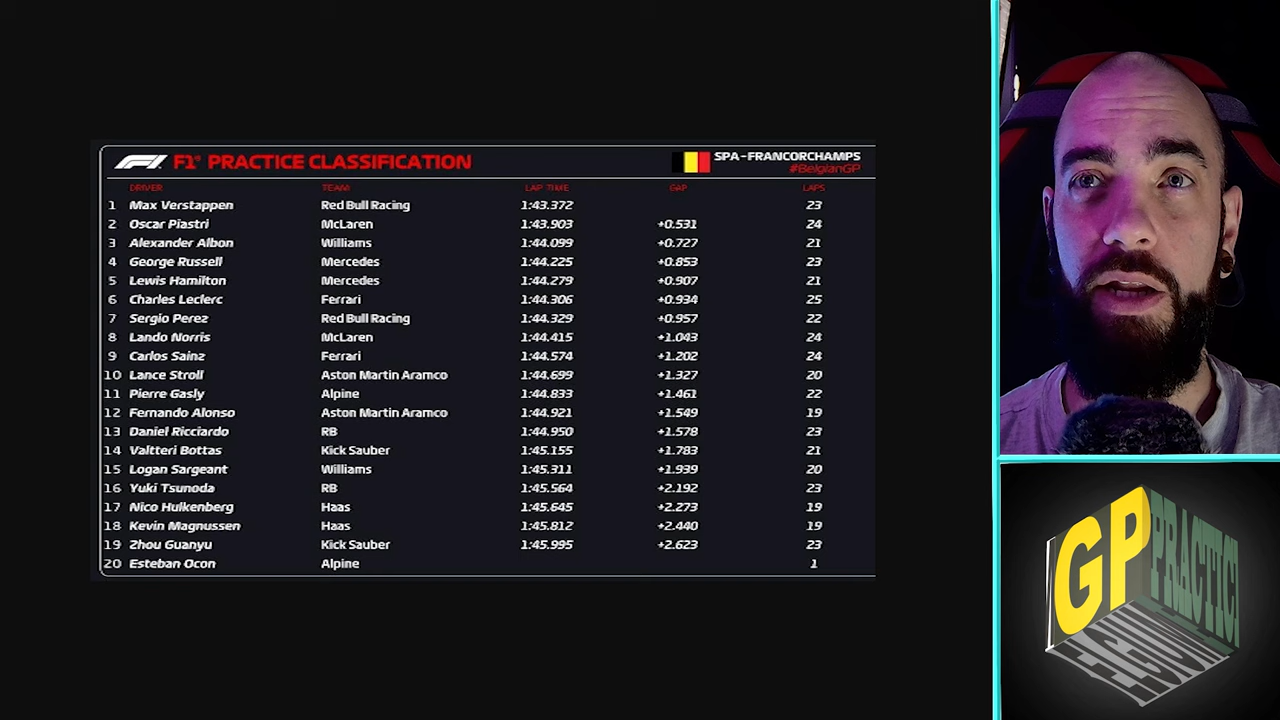 F1® PRACTICE CLASSIFICATION
SPA-FRANCORCHAMPS
#BelgianGP
DRIVER TEAM LAP TIME GAP LAPS
1 Max Verstappen Red Bull Racing 1:43.372 23
2 Oscar Piastri McLaren 1:43.903 +0.531 24
3 Alexander Albon Williams 1:44.099 +0.727 21
4 George Russell Mercedes 1:44.225 +0.853 23
5 Lewis Hamilton Mercedes 1:44.279 +0.907 21
6 Charles Leclerc Ferrari 1:44.306 +0.934 25
7 Sergio Perez Red Bull Racing 1:44.329 +0.957 22
8 Lando Norris McLaren 1:44.415 +1.043 24
9 Carlos Sainz Ferrari 1:44.574 +1.202 24
10 Lance Stroll Aston Martin Aramco 1:44.699 +1.327 20
11 Pierre Gasly Alpine 1:44.833 +1.461 22
12 Fernando Alonso Aston Martin Aramco 1:44.921 +1.549 19
13 Daniel Ricciardo RB 1:44.950 +1.578 23
14 Valtteri Bottas Kick Sauber 1:45.155 +1.783 21
15 Logan Sargeant Williams 1:45.311 +1.939 20
16 Yuki Tsunoda RB 1:45.564 +2.192 23
17 Nico Hulkenberg Haas 1:45.645 +2.273 19
18 Kevin Magnussen Haas 1:45.812 +2.440 19
19 Zhou Guanyu Kick Sauber 1:45.995 +2.623 23
20 Esteban Ocon Alpine 1
GP